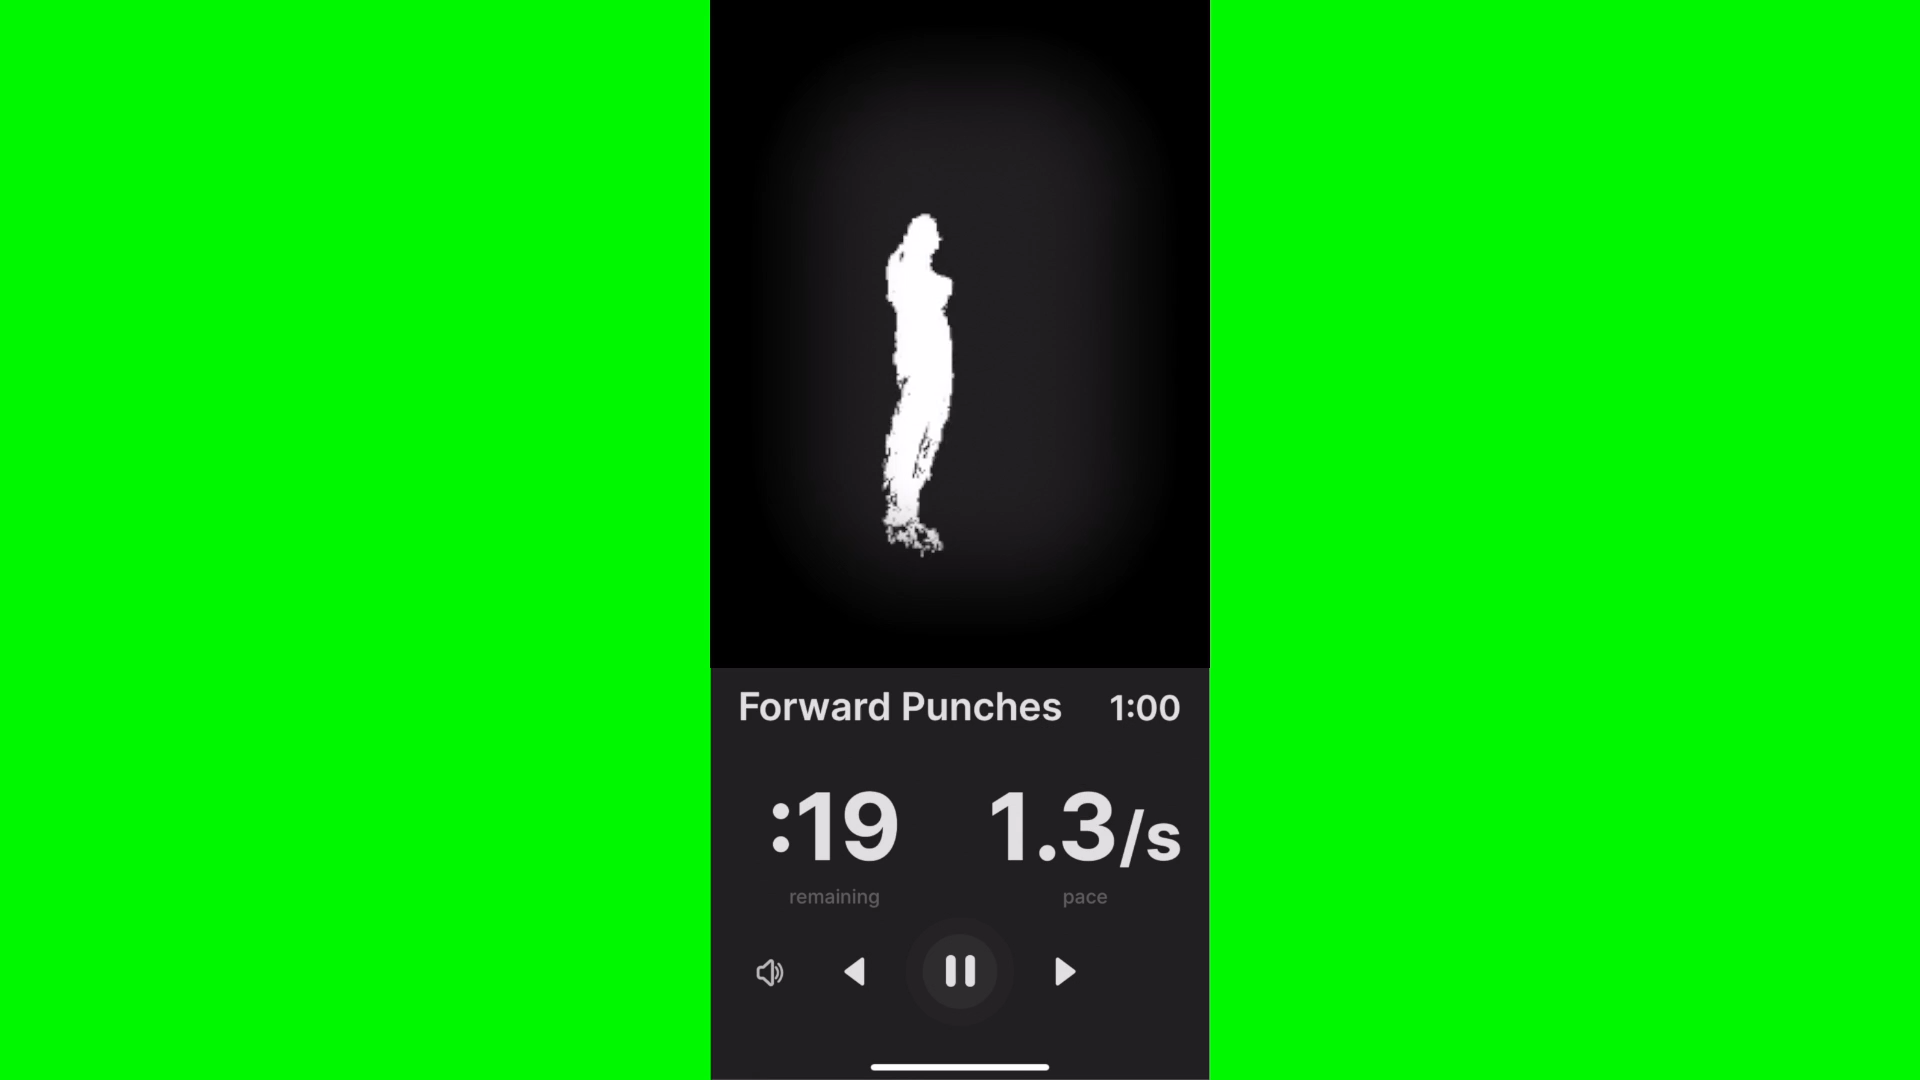 Forward Punches 1:00
:19 1.3/s
remaining pace